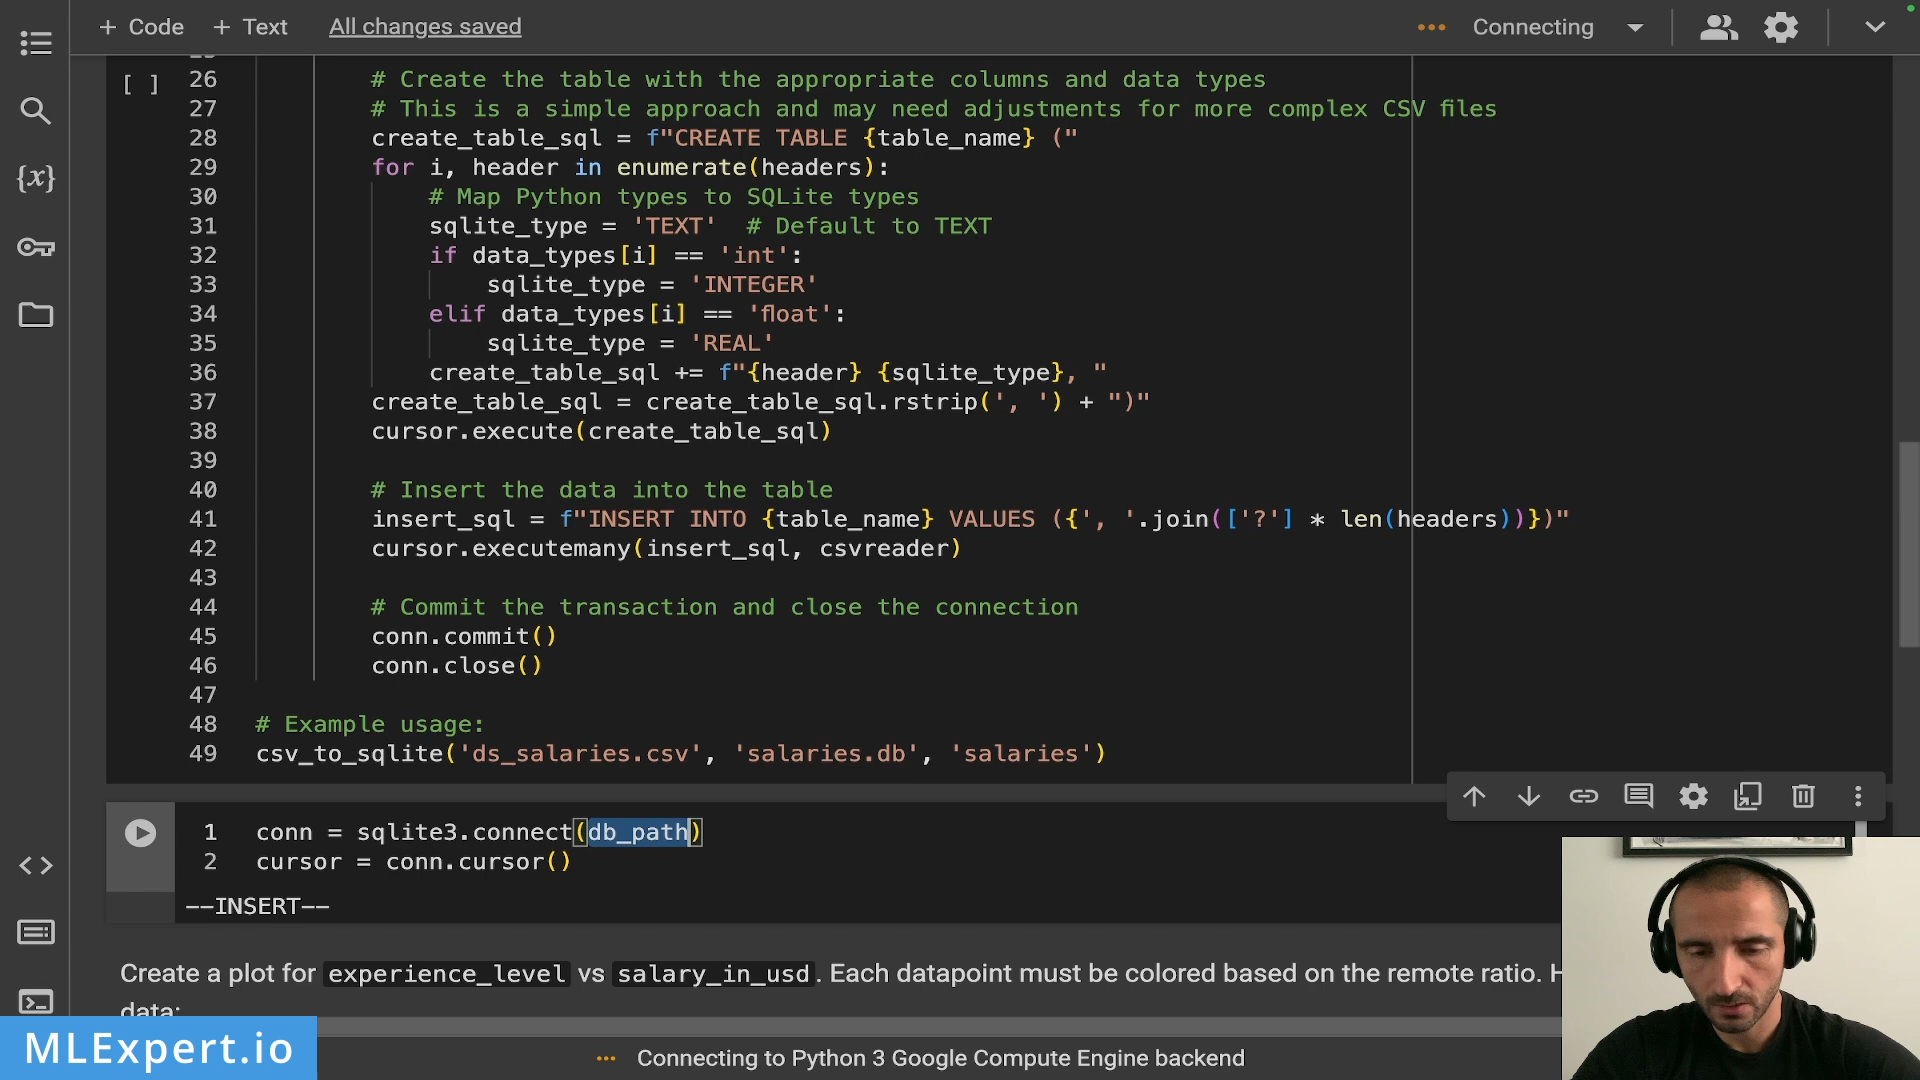 + Code + Text All changes saved Connecting
[ ] 26 # Create the table with the appropriate columns and data types
27 # This is a simple approach and may need adjustments for more complex CSV files
28 create_table_sql = f"CREATE TABLE {table_name} ("
29 for i, header in enumerate(headers):
30 # Map Python types to SQLite types
31 sqlite_type = 'TEXT' # Default to TEXT
32 if data_types[i] == 'int':
33 sqlite_type = 'INTEGER'
34 elif data_types[i] == 'float':
35 sqlite_type = 'REAL'
36 create_table_sql += f"{header} {sqlite_type}, "
37 create_table_sql = create_table_sql.rstrip(', ') + ")"
38 cursor.execute(create_table_sql)
39
40 # Insert the data into the table
41 insert_sql = f"INSERT INTO {table_name} VALUES ({', '.join(['?'] * len(headers))})"
42 cursor.executemany(insert_sql, csvreader)
43
44 # Commit the transaction and close the connection
45 conn.commit()
46 conn.close()
47
48 # Example usage:
49 csv_to_sqlite('ds_salaries.csv', 'salaries.db', 'salaries')
1 conn = sqlite3.connect(db_path)
2 cursor = conn.cursor()
--INSERT--
Create a plot for experience_level vs salary_in_usd. Each datapoint must be colored based on the remote ratio. H
data:
MLExpert.io
Connecting to Python 3 Google Compute Engine backend